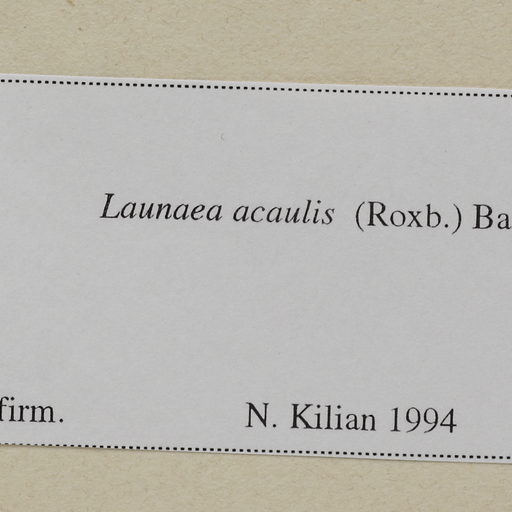 Launaea acaulis (Roxb.) Ba
firm. N. Kilian 1994